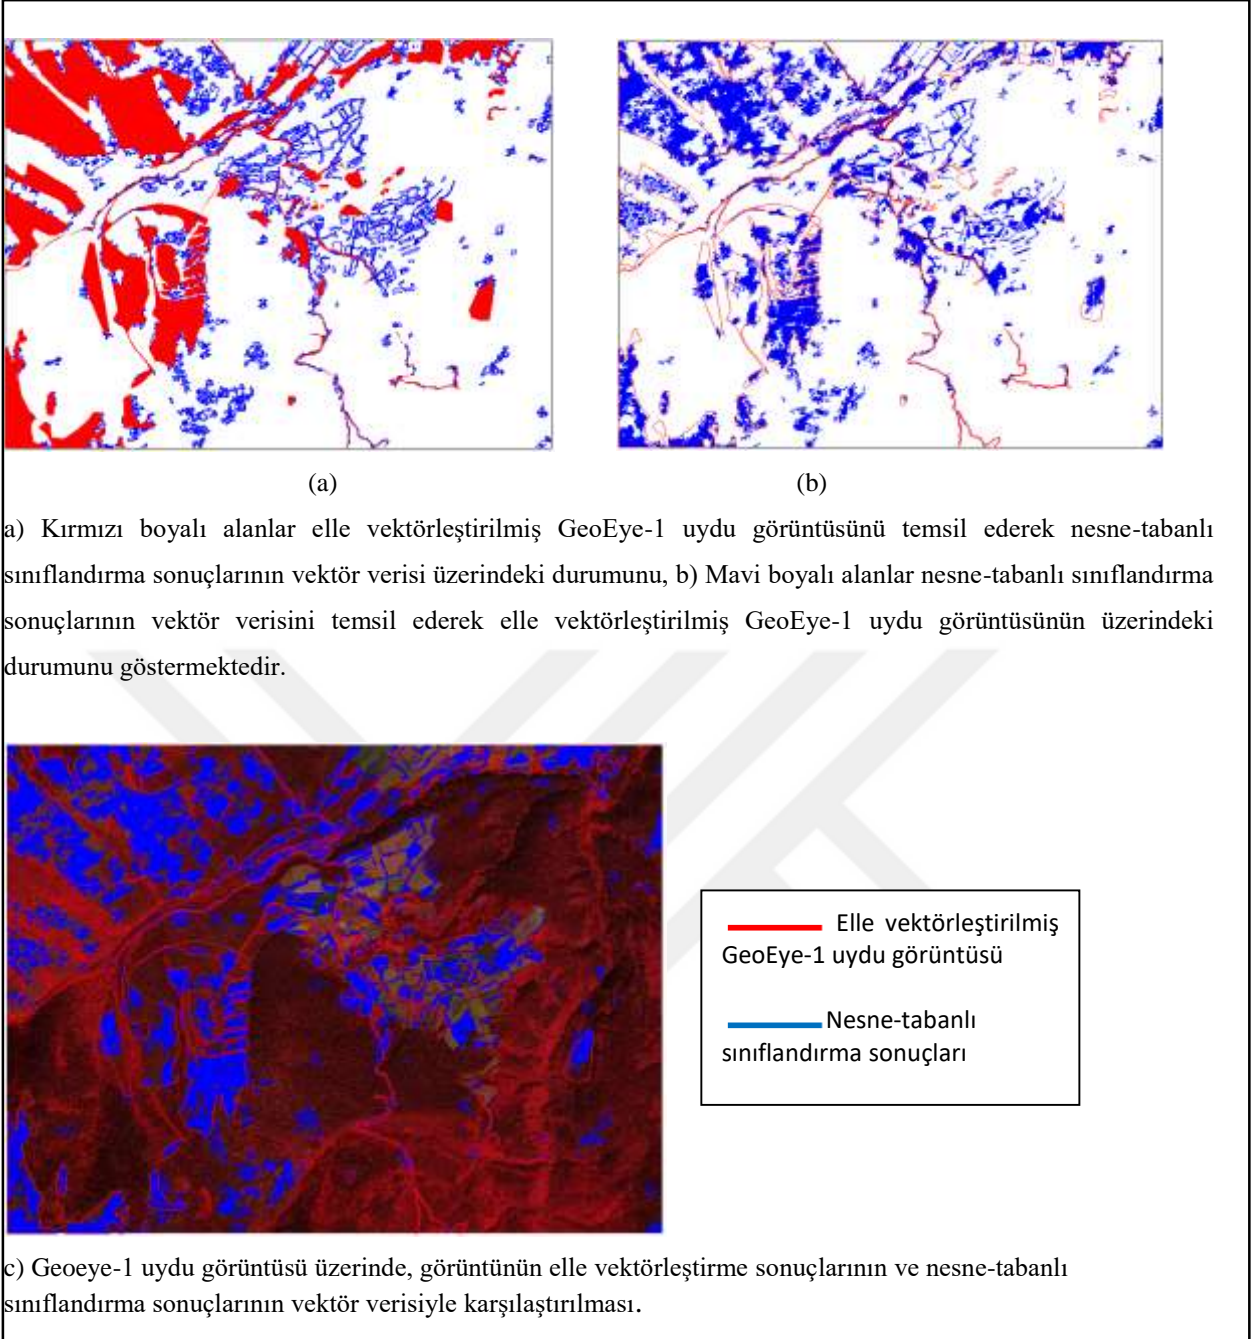 (a) (b)
a) Kırmızı boyalı alanlar elle vektörleştirilmiş GeoEye-1 uydu görüntüsünü temsil ederek nesne-tabanlı
sınıflandırma sonuçlarının vektör verisi üzerindeki durumunu, b) Mavi boyalı alanlar nesne-tabanlı sınıflandırma
sonuçlarının vektör verisini temsil ederek elle vektörleştirilmiş GeoEye-1 uydu görüntüsünün üzerindeki
durumunu göstermektedir.
Elle vektörleştirilmiş
GeoEye-1 uydu görüntüsü
Nesne-tabanlı
sınıflandırma sonuçları
c) Geoeye-1 uydu görüntüsü üzerinde, görüntünün elle vektörleştirme sonuçlarının ve nesne-tabanlı
sınıflandırma sonuçlarının vektör verisiyle karşılaştırılması.